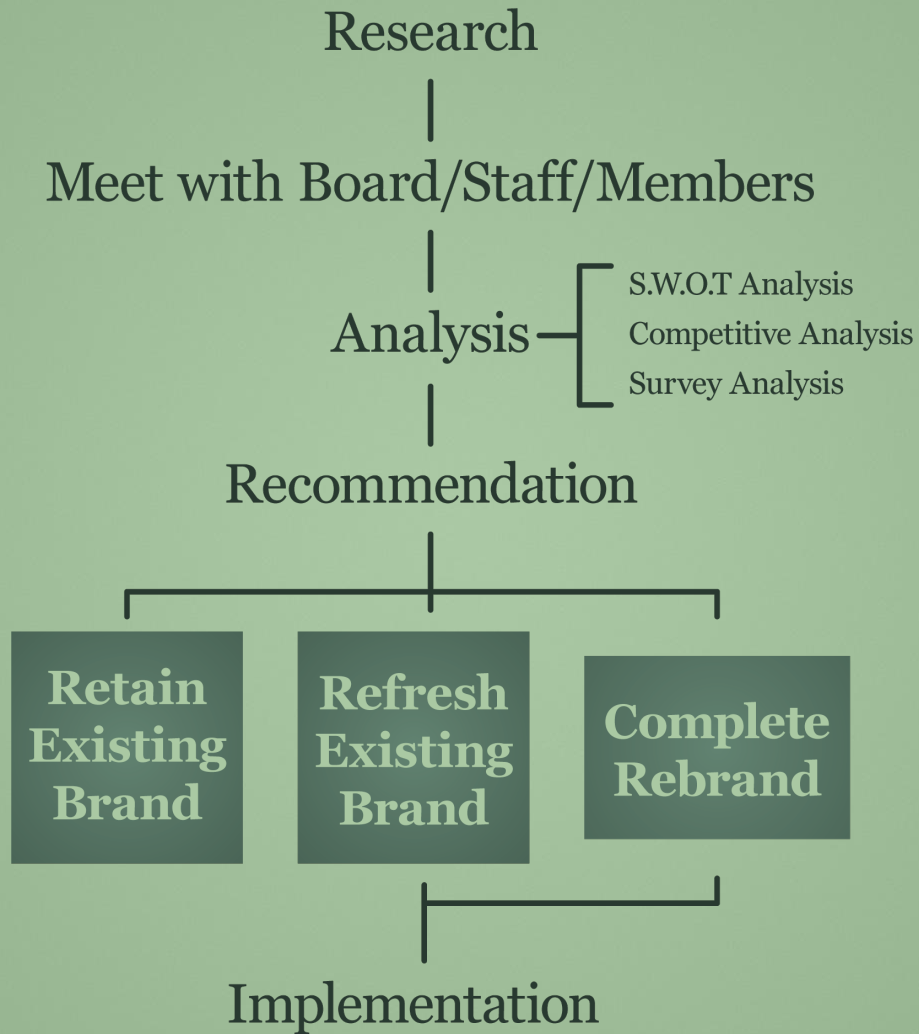 Research
Meet with Board/Staff/Members
Analysis
S.W.O.T Analysis
Competitive Analysis
Survey Analysis
Recommendation
Retain
Existing
Brand
Refresh
Existing
Brand
Complete
Rebrand
Implementation